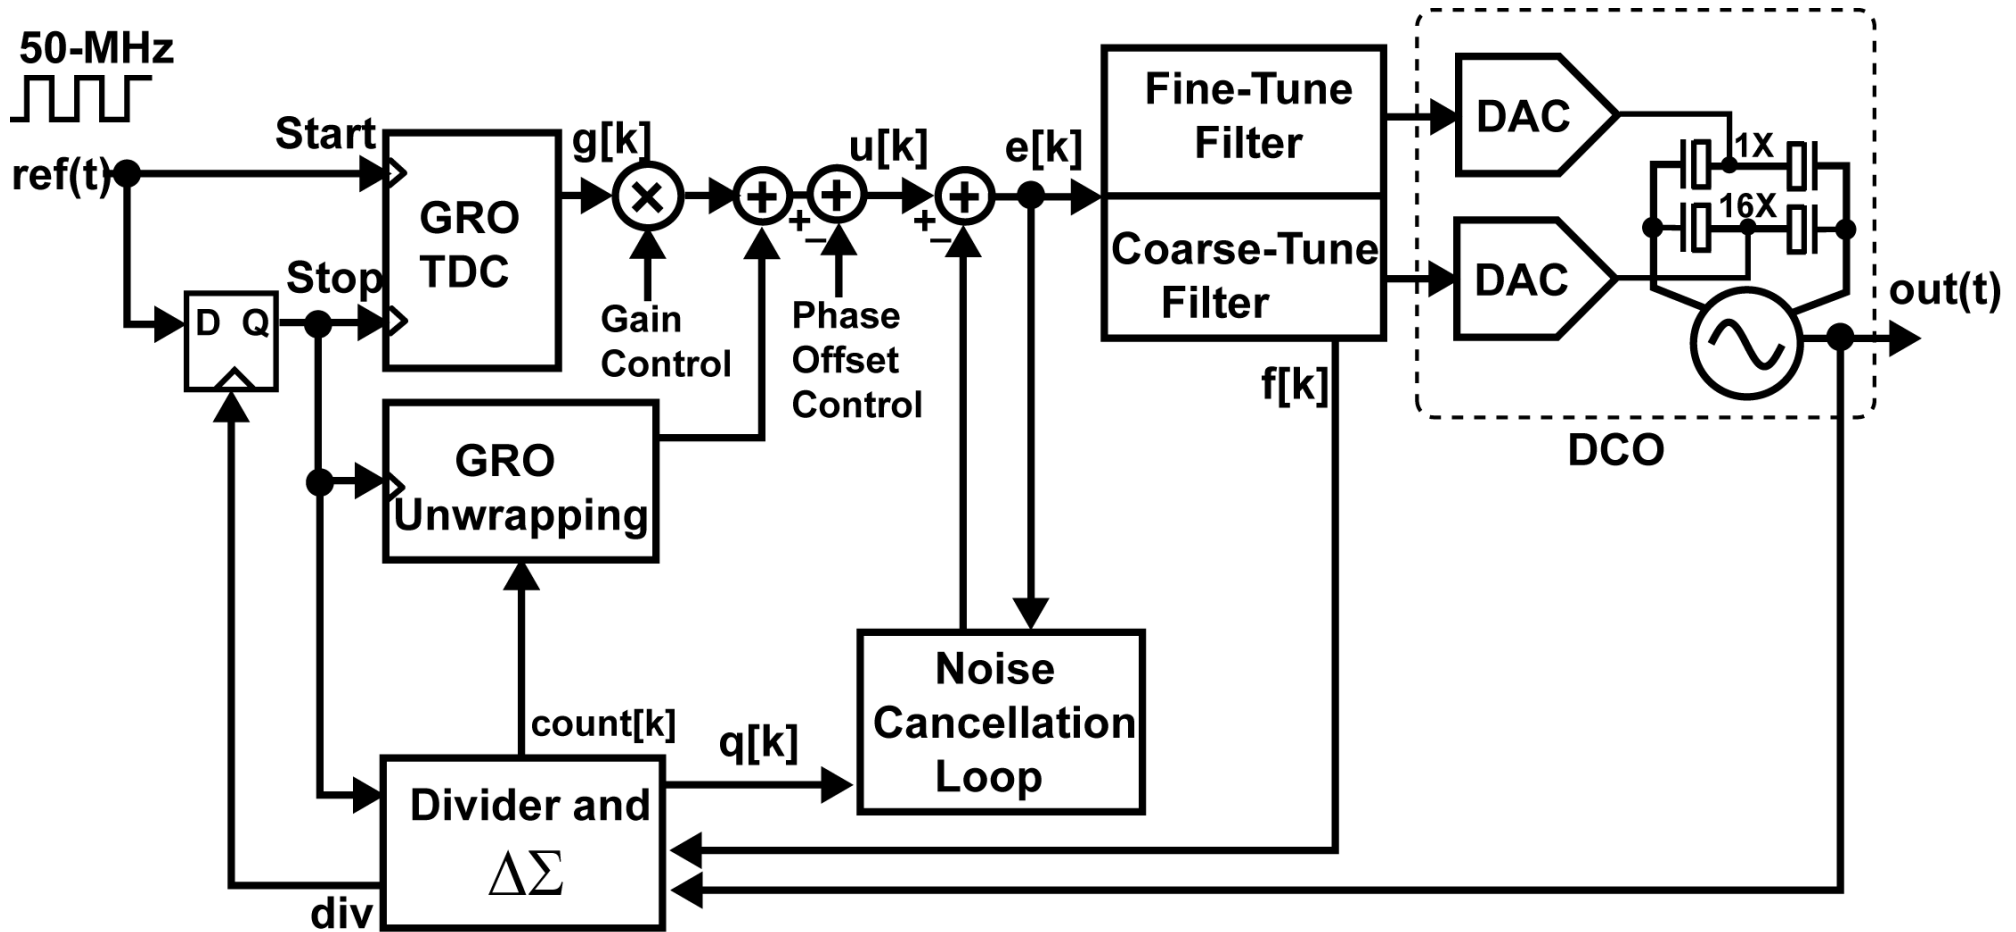 50-MHz
ref(t)
Start
Stop
D Q
GRO
TDC
g[k]
×
Gain
Control
+
+
–
+
Phase
Offset
Control
u[k]
+
–
+
e[k]
Fine-Tune
Filter
Coarse-Tune
Filter
f[k]
DAC
DAC
1X
16X
out(t)
DCO
GRO
Unwrapping
count[k]
q[k]
Noise
Cancellation
Loop
Divider and
ΔΣ
div